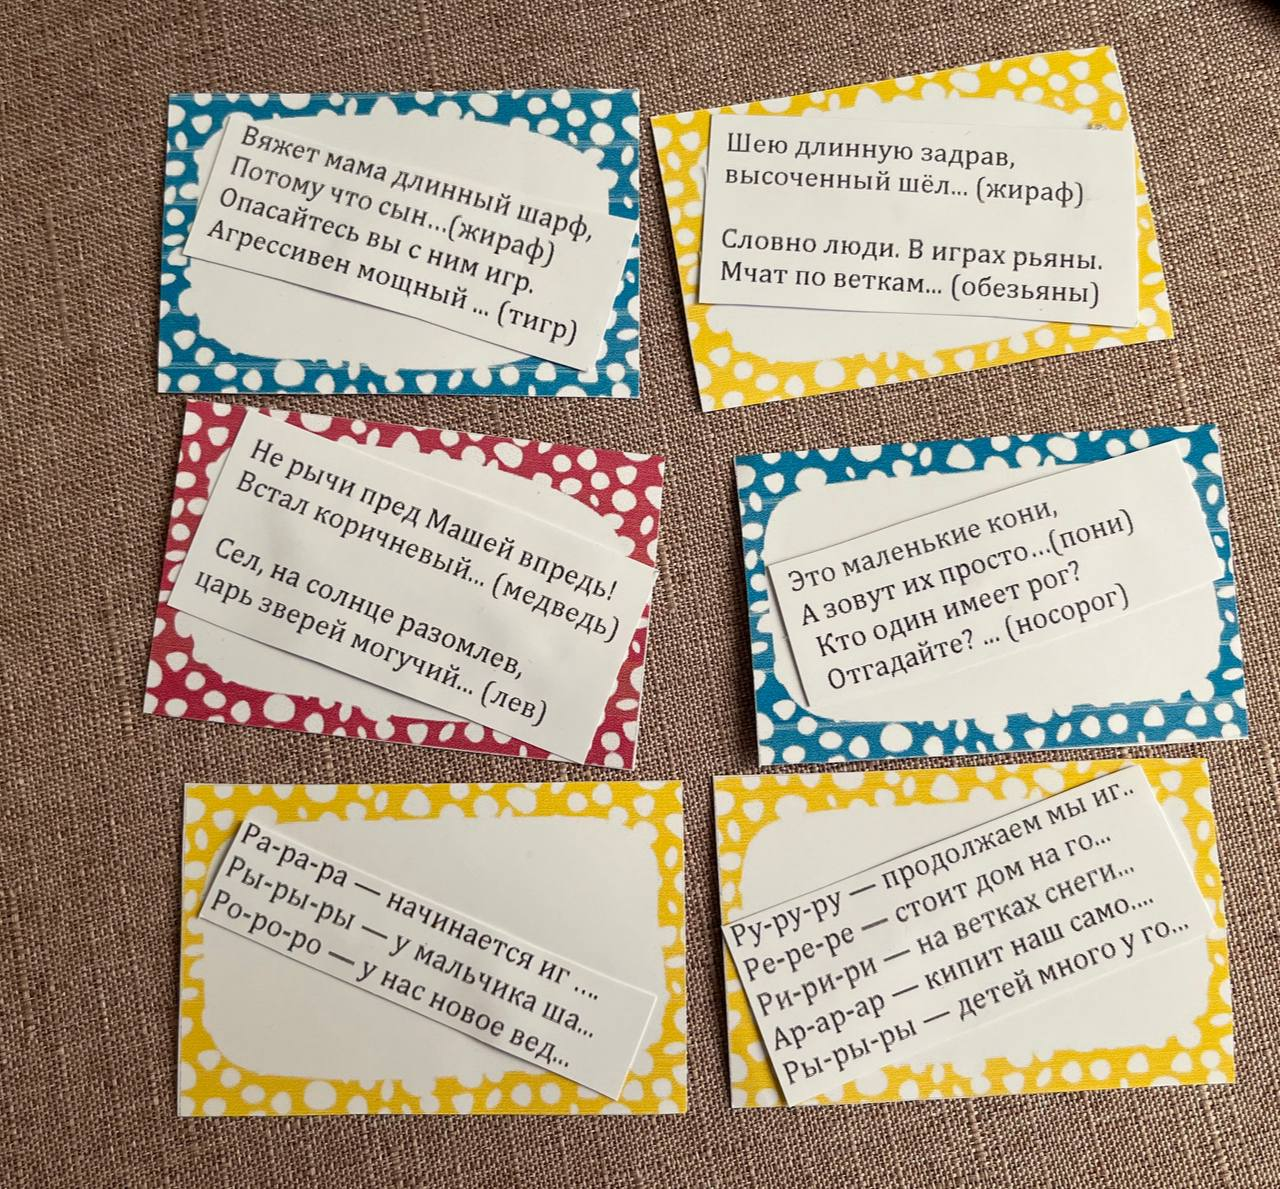 Вяжет мама длинный шарф,
Потому что сын...(жираф)
Опасайтесь вы с ним игр.
Агрессивен мощный ... (тигр)
Шею длинную задрав,
высоченный шёл... (жираф)
Словно люди. В играх рьяны.
Мчат по веткам... (обезьяны)
Не рычи пред Машей впредь!
Встал коричневый... (медведь)
Сел, на солнце разомлев,
царь зверей могучий... (лев)
Это маленькие кони,
А зовут их просто...(пони)
Кто один имеет рог?
Отгадайте? ... (носорог)
Ра-ра-ра — начинается иг ....
Ры-ры-ры — у мальчика ша...
Ро-ро-ро — у нас новое вед...
Ру-ру-ру — продолжаем мы иг..
Ре-ре-ре — стоит дом на го...
Ри-ри-ри — на ветках снеги...
Ар-ар-ар — кипит наш само....
Ры-ры-ры — детей много у го...